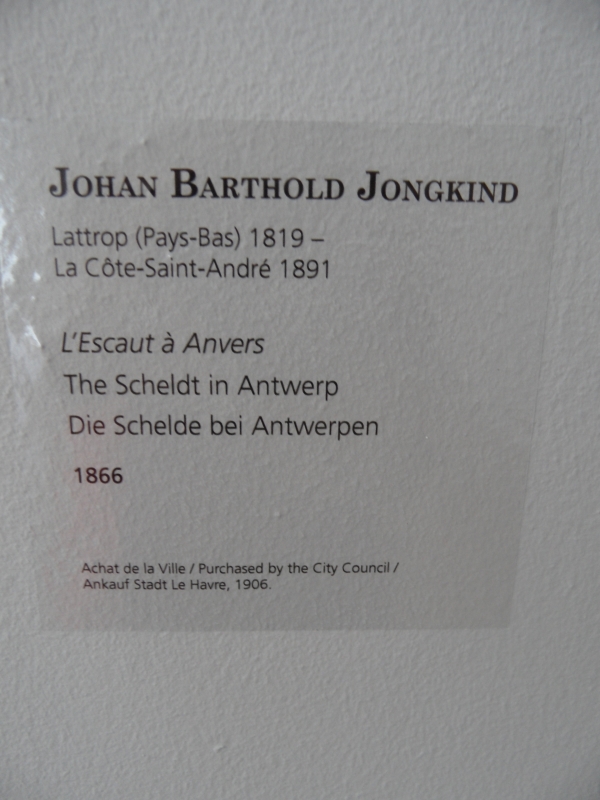 JOHAN BARTHOLD JONGKIND
Lattrop (Pays-Bas) 1819 –
La Côte-Saint-André 1891
L'Escaut à Anvers
The Scheldt in Antwerp
Die Schelde bei Antwerpen
1866
Achat de la Ville / Purchased by the City Council /
Ankauf Stadt Le Havre, 1906.